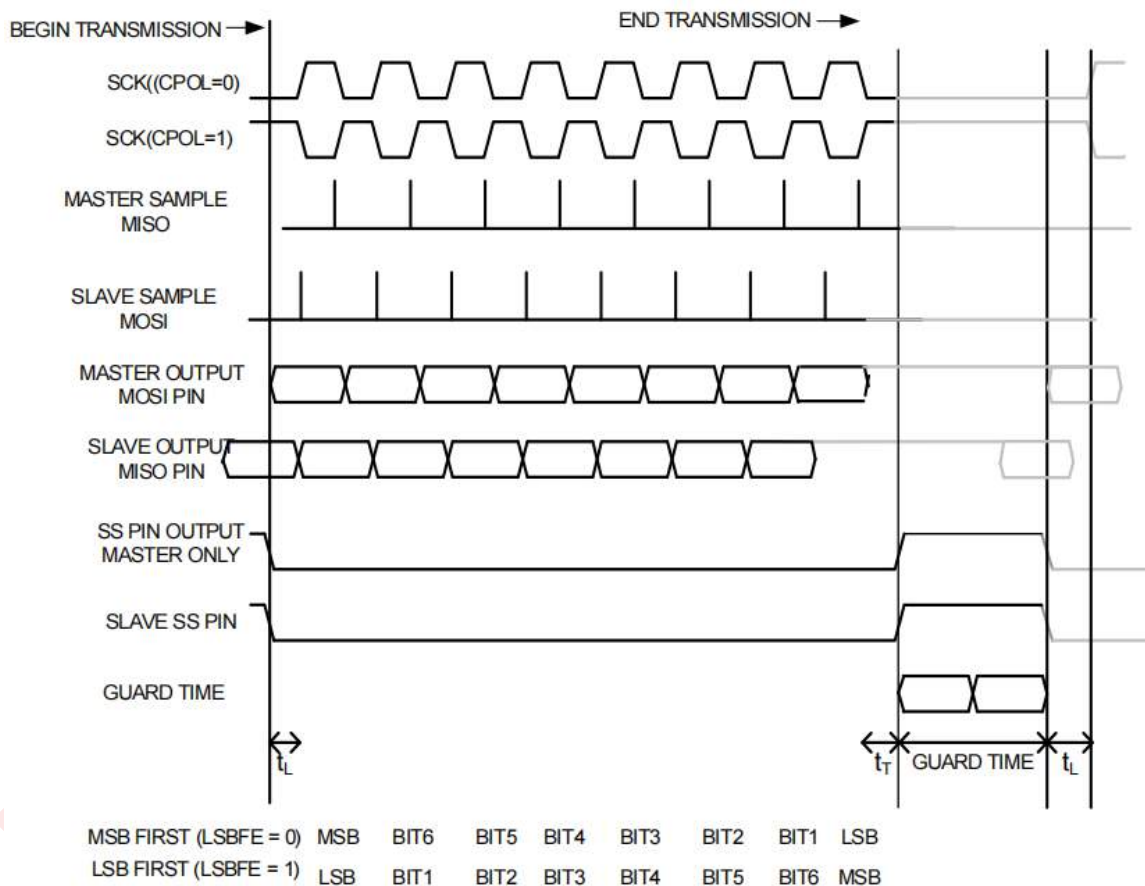 BEGIN TRANSMISSION
END TRANSMISSION
SCK((CPOL=0)
SCK(CPOL=1)
MASTER SAMPLE
MISO
SLAVE SAMPLE
MOSI
MASTER OUTPUT
MOSI PIN
SLAVE OUTPUT
MISO PIN
SS PIN OUTPUT
MASTER ONLY
SLAVE SS PIN
GUARD TIME
tL
tT
GUARD TIME
tL
MSB FIRST (LSBFE = 0) MSB BIT6 BIT5 BIT4 BIT3 BIT2 BIT1 LSB
LSB FIRST (LSBFE = 1) LSB BIT1 BIT2 BIT3 BIT4 BIT5 BIT6 MSB